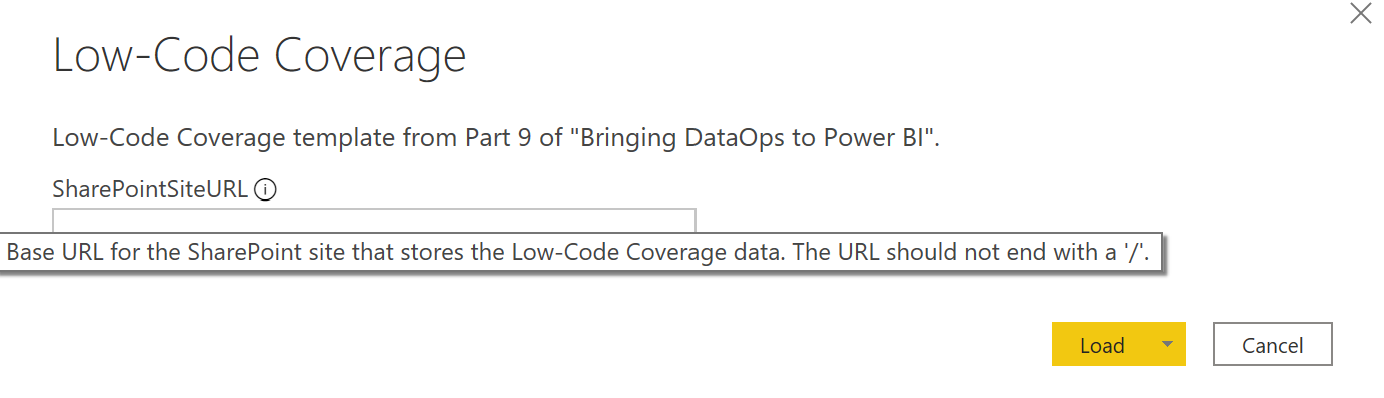 Low-Code Coverage
Low-Code Coverage template from Part 9 of "Bringing DataOps to Power BI".
SharePointSiteURL
Base URL for the SharePoint site that stores the Low-Code Coverage data. The URL should not end with a '/'.
Load
Cancel